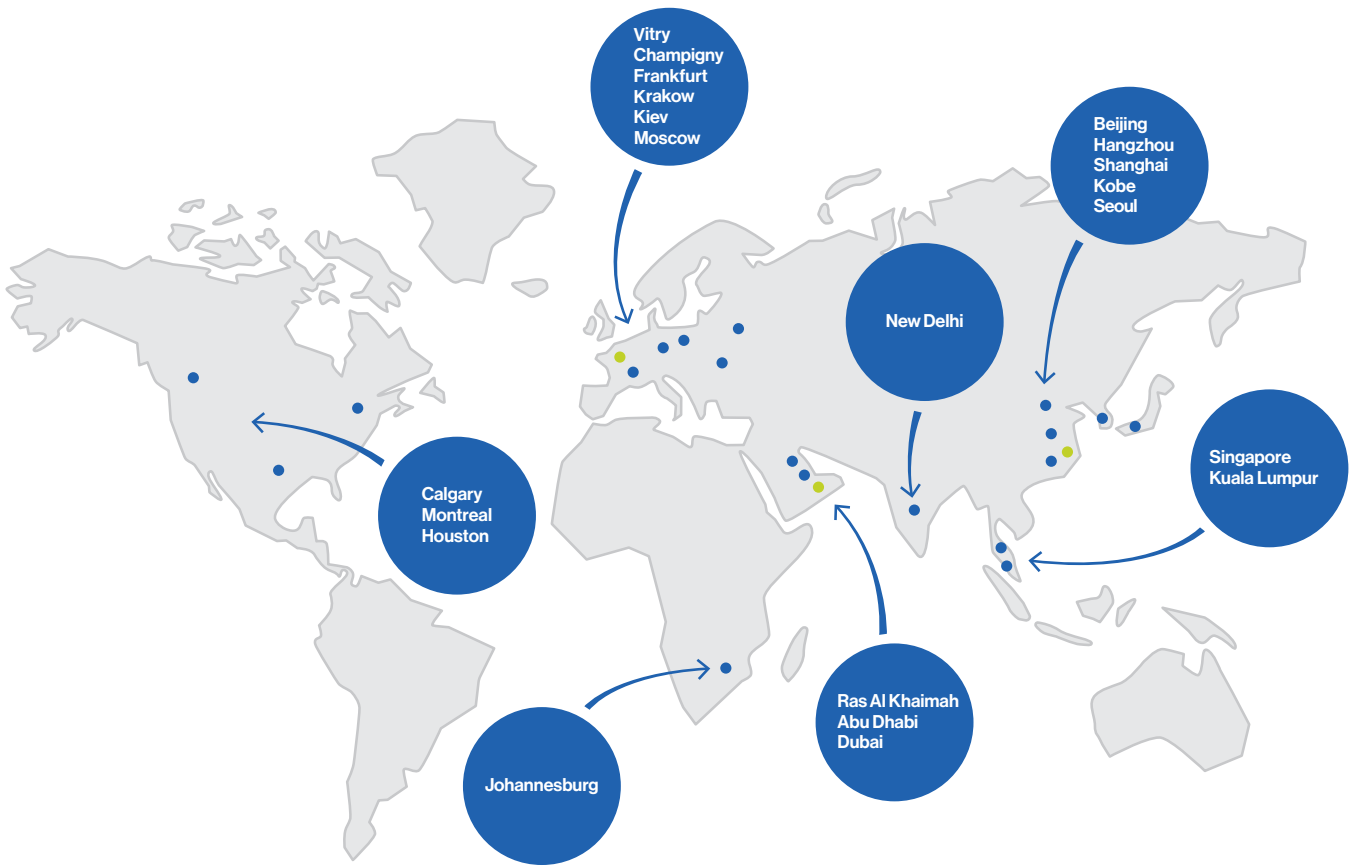 Vitry
Champigny
Frankfurt
Krakow
Kiev
Moscow
Beijing
Hangzhou
Shanghai
Kobe
Seoul
New Delhi
Singapore
Kuala Lumpur
Calgary
Montreal
Houston
Ras Al Khaimah
Abu Dhabi
Dubai
Johannesburg